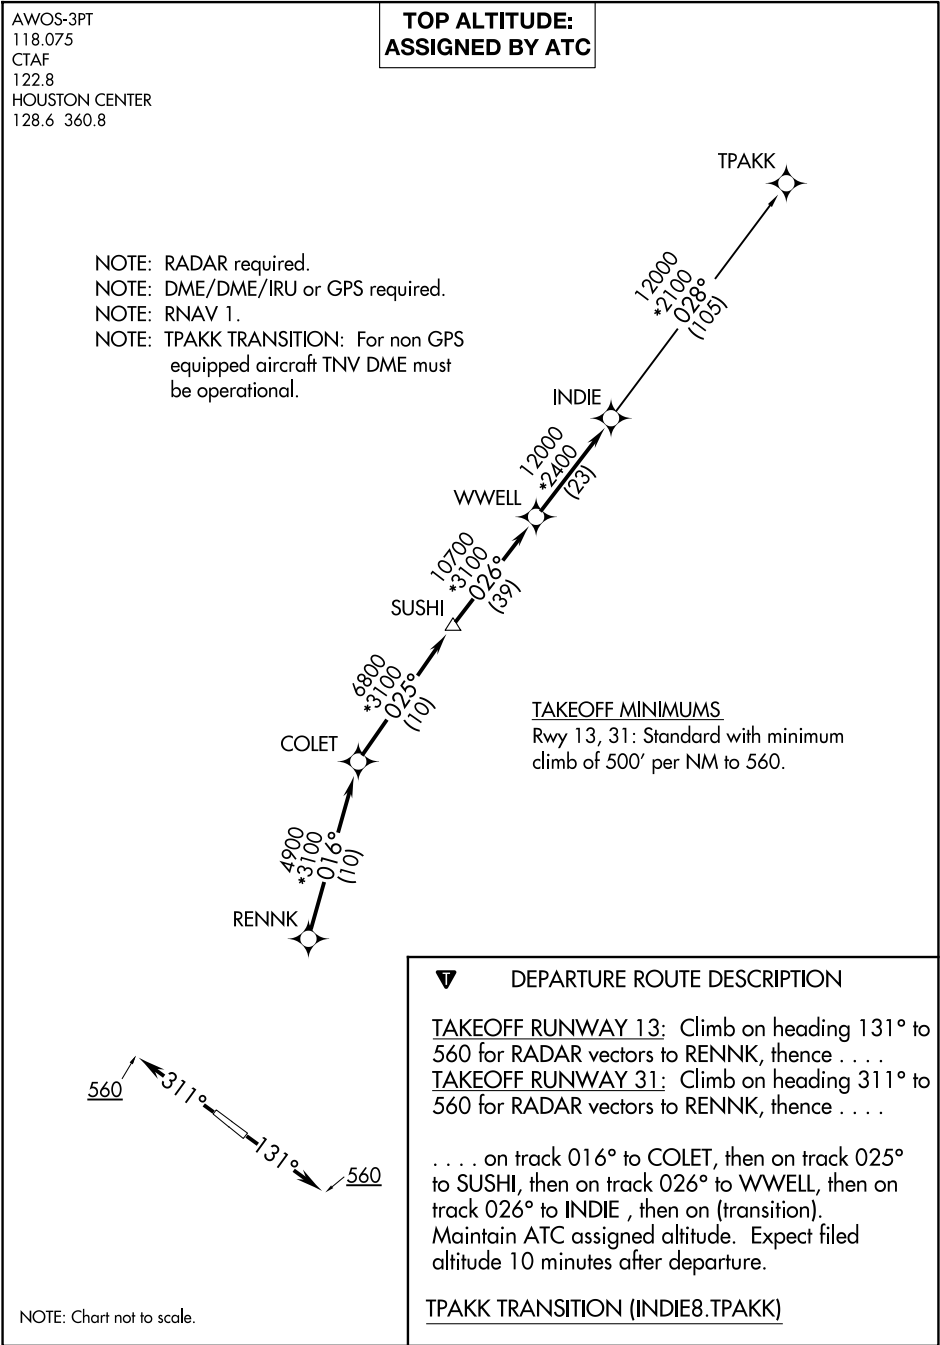 AWOS-3PT
118.075
CTAF
122.8
HOUSTON CENTER
128.6 360.8
TOP ALTITUDE:
ASSIGNED BY ATC
TPAKK
NOTE: RADAR required.
NOTE: DME/DME/IRU or GPS required.
NOTE: RNAV 1.
NOTE: TPAKK TRANSITION: For non GPS
equipped aircraft TNV DME must
be operational.
12000
*2100
028°
(105)
INDIE
12000
*2400
(23)
WWELL
10700
*3100
026°
(39)
SUSHI
6800
*3100
025°
(10)
COLET
TAKEOFF MINIMUMS
Rwy 13, 31: Standard with minimum
climb of 500' per NM to 560.
4900
*3100
016°
(10)
RENNK
560
311°
131°
560
T DEPARTURE ROUTE DESCRIPTION
TAKEOFF RUNWAY 13: Climb on heading 131° to
560 for RADAR vectors to RENNK, thence . . . .
TAKEOFF RUNWAY 31: Climb on heading 311° to
560 for RADAR vectors to RENNK, thence . . . .
. . . . on track 016° to COLET, then on track 025°
to SUSHI, then on track 026° to WWELL, then on
track 026° to INDIE , then on (transition).
Maintain ATC assigned altitude. Expect filed
altitude 10 minutes after departure.
TPAKK TRANSITION (INDIE8.TPAKK)
NOTE: Chart not to scale.